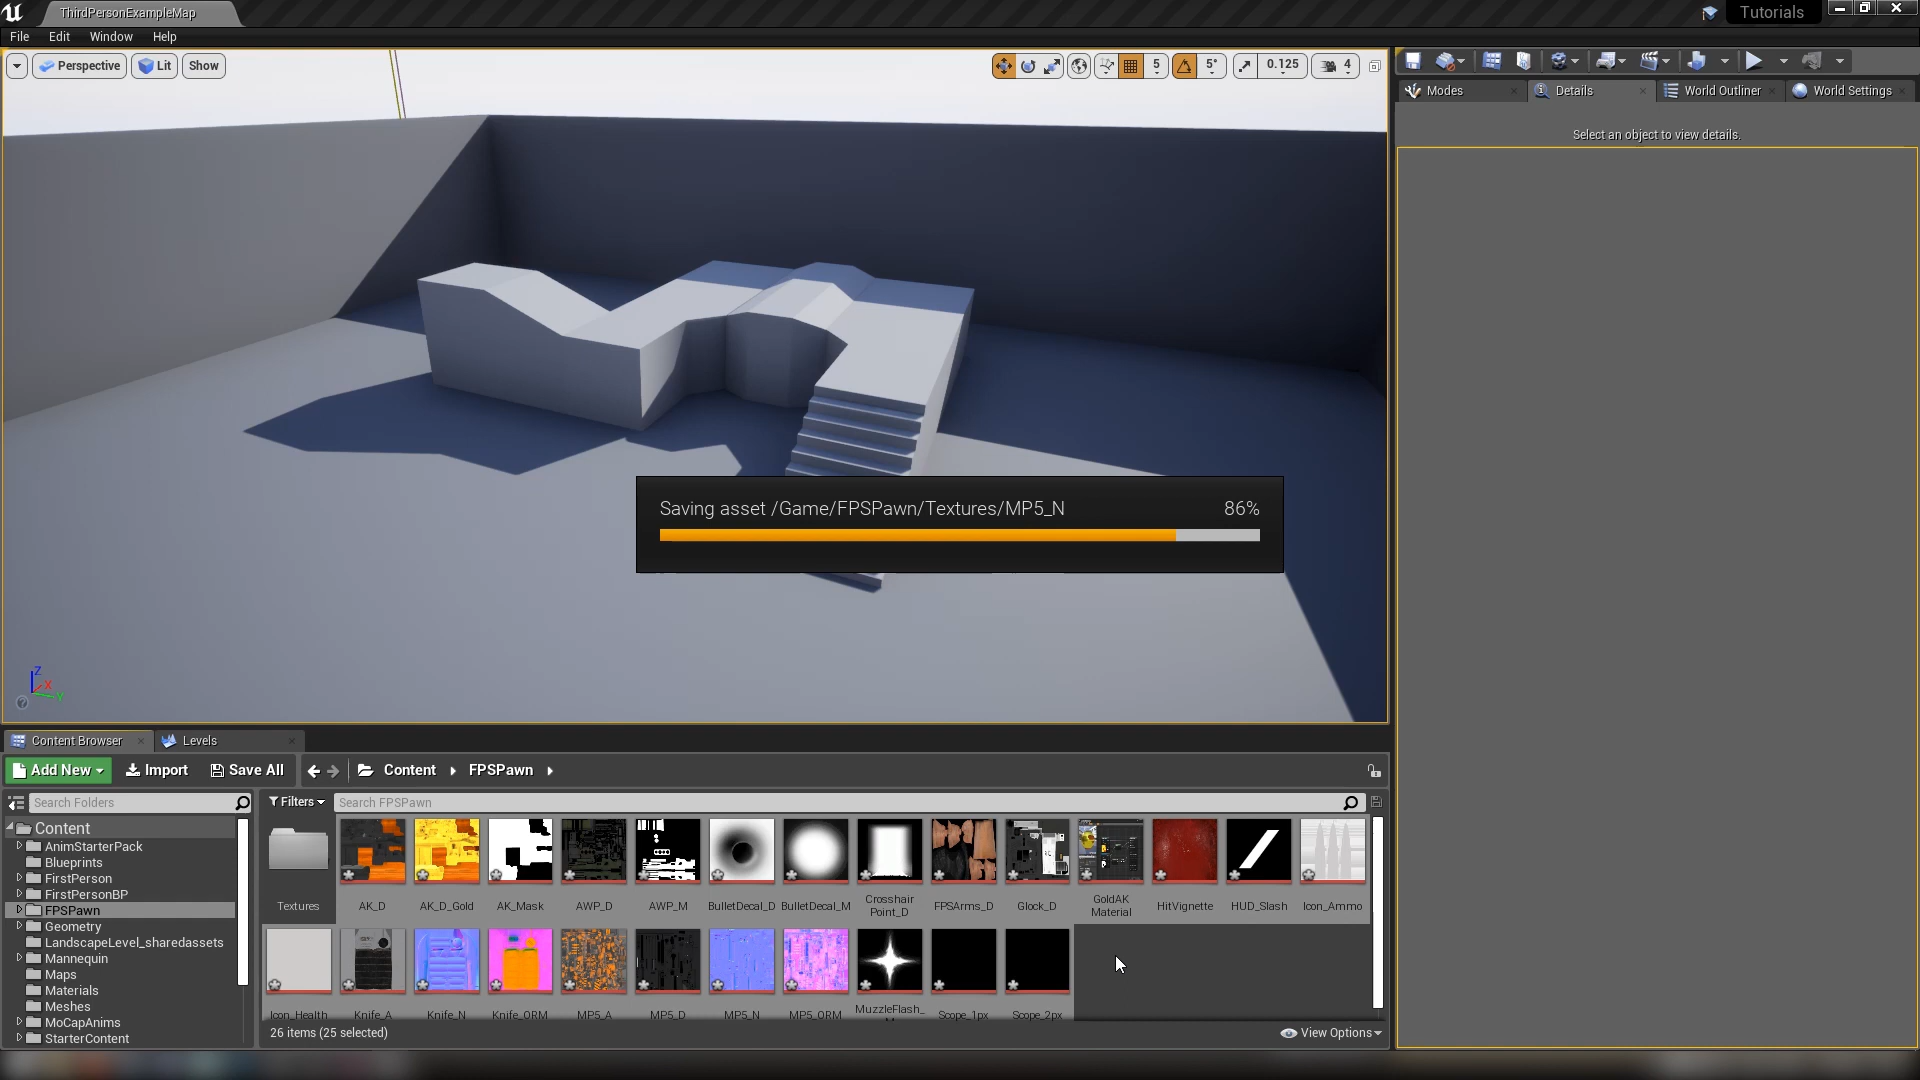 ThirdPersonExampleMap
Tutorials
File Edit Window Help
Perspective Lit Show 5 5° 0.125 4
Modes Details World Outliner World Settings
Select an object to view details.
Saving asset /Game/FPSPawn/Textures/MP5_N 86%
Z
X
Y
Content Browser Levels
Add New Import Save All Content FPSPawn
Search Folders Filters Search FPSPawn
Content
AnimStarterPack
Blueprints
FirstPerson
FirstPersonBP
FPSPawn
Geometry
LandscapeLevel_sharedassets
Mannequin
Maps
Materials
Meshes
MoCapAnims
StarterContent
Textures AK_D AK_D_Gold AK_Mask AWP_D AWP_M BulletDecal_D BulletDecal_M Crosshair Point_D FPSArms_D Glock_D GoldAK Material HitVignette HUD_Slash Icon_Ammo
Icon_Health Knife_A Knife_N Knife_ORM MP5_A MP5_D MP5_N MP5_ORM MuzzleFlash_ Scope_1px Scope_2px
26 items (25 selected) View Options